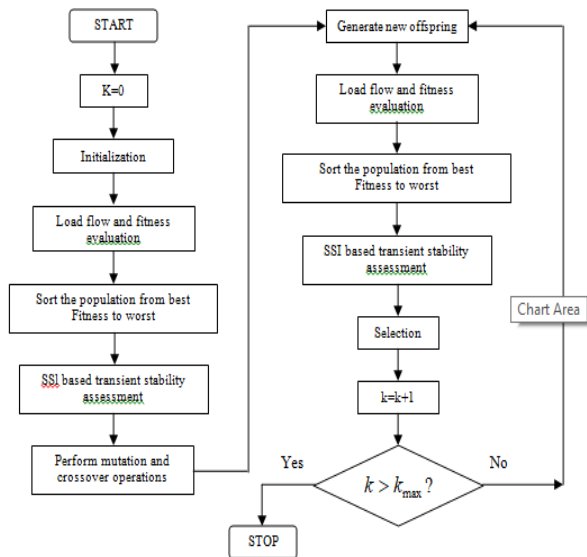 START
K=0
Initialization
Load flow and fitness
evaluation
Sort the population from best
Fitness to worst
SSI based transient stability
assessment
Perform mutation and
crossover operations
Generate new offspring
Load flow and fitness
evaluation
Sort the population from best
Fitness to worst
SSI based transient stability
assessment
Selection
k=k+1
k > kmax ?
Yes
No
STOP
Chart Area